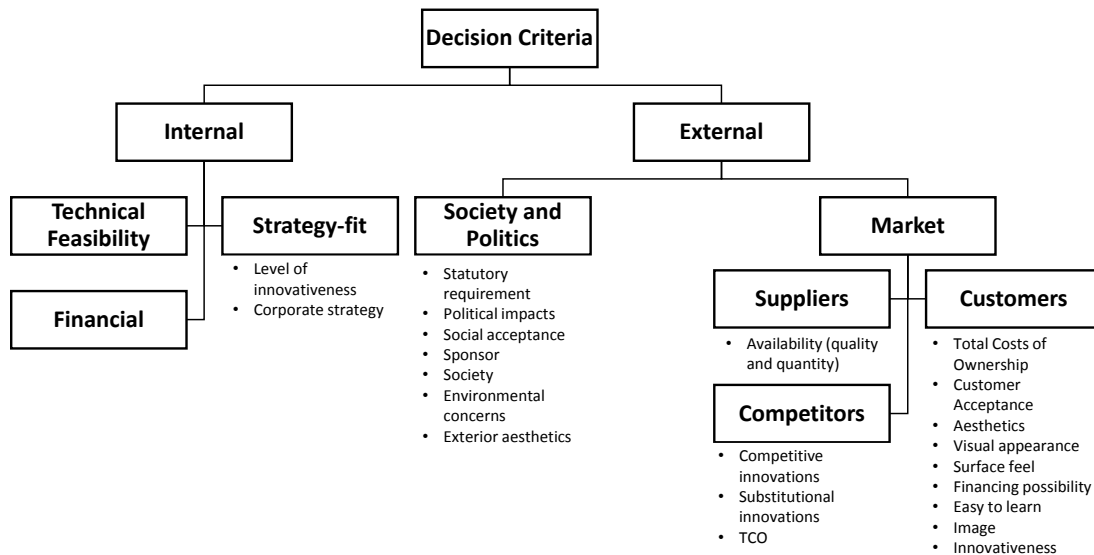 Decision Criteria
Internal
External
Technical
Feasibility
Strategy-fit
• Level of
innovativeness
• Corporate strategy
Financial
Society and
Politics
• Statutory
requirement
• Political impacts
• Social acceptance
• Sponsor
• Society
• Environmental
concerns
• Exterior aesthetics
Market
Suppliers
• Availability (quality
and quantity)
Competitors
• Competitive
innovations
• Substitutional
innovations
• TCO
Customers
• Total Costs of
Ownership
• Customer
Acceptance
• Aesthetics
• Visual appearance
• Surface feel
• Financing possibility
• Easy to learn
• Image
• Innovativeness